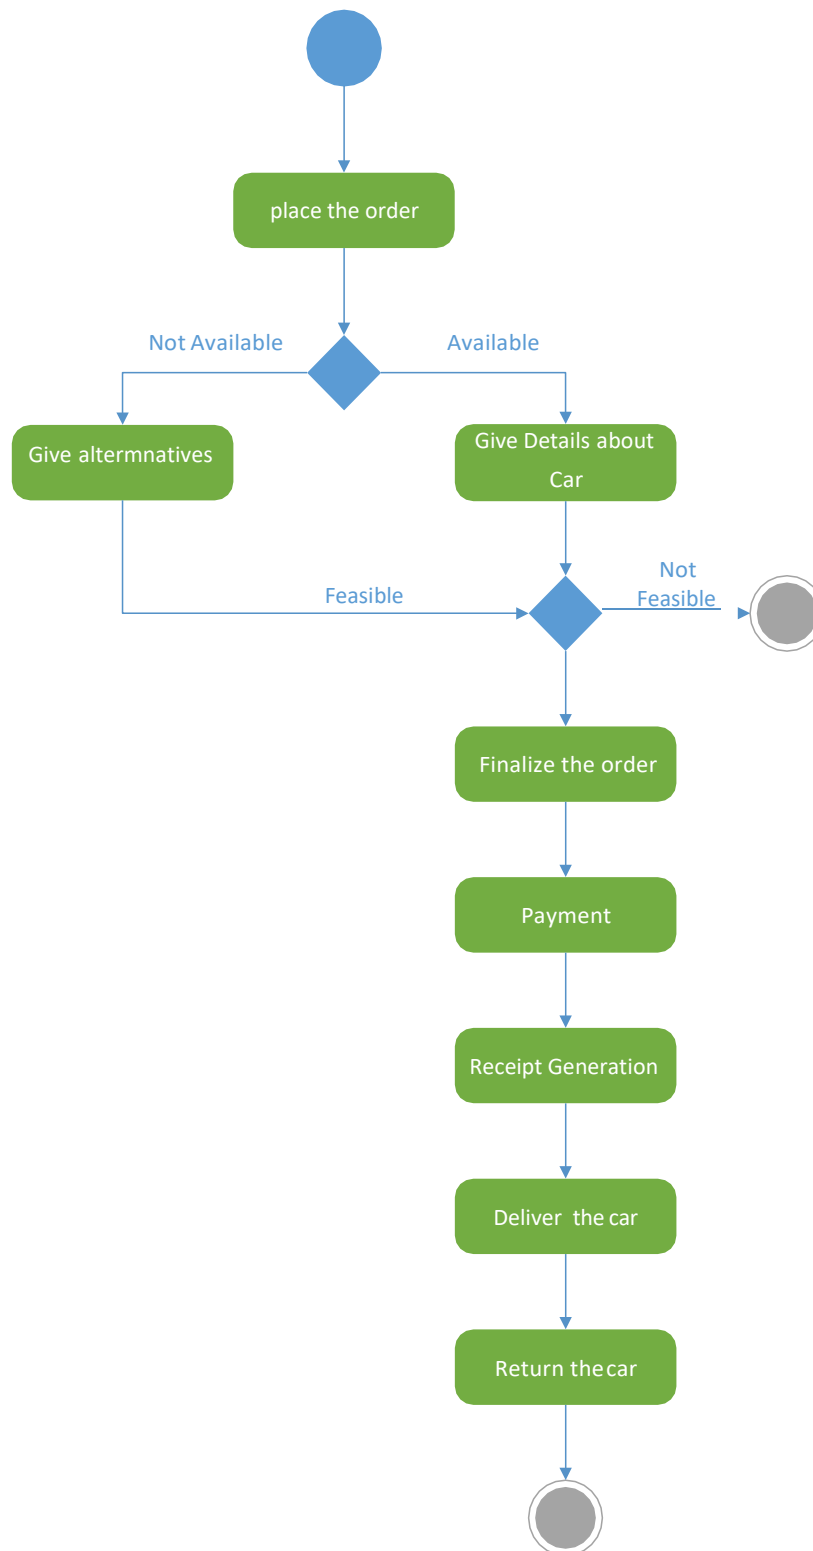 place the order
Not Available
Available
Give altermnatives
Give Details about
Car
Feasible
Not
Feasible
Finalize the order
Payment
Receipt Generation
Deliver the car
Return the car